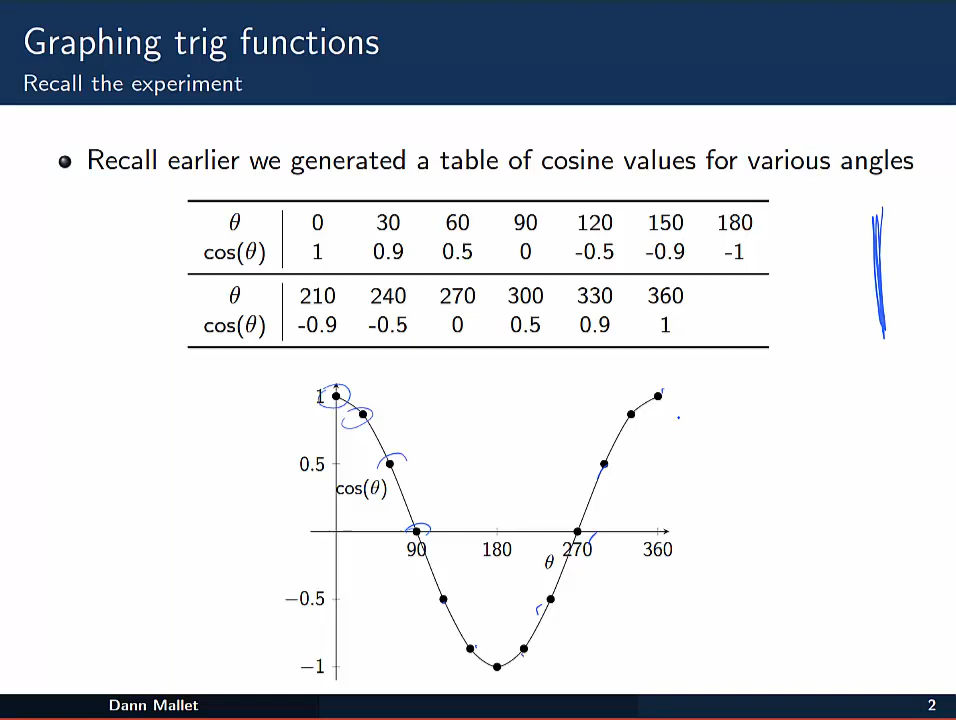 Graphing trig functions
Recall the experiment
Recall earlier we generated a table of cosine values for various angles
θ 0 30 60 90 120 150 180
cos(θ) 1 0.9 0.5 0 -0.5 -0.9 -1
θ 210 240 270 300 330 360
cos(θ) -0.9 -0.5 0 0.5 0.9 1
1
0.5
cos(θ)
90 180 270 360
θ
−0.5
−1
Dann Mallet 2